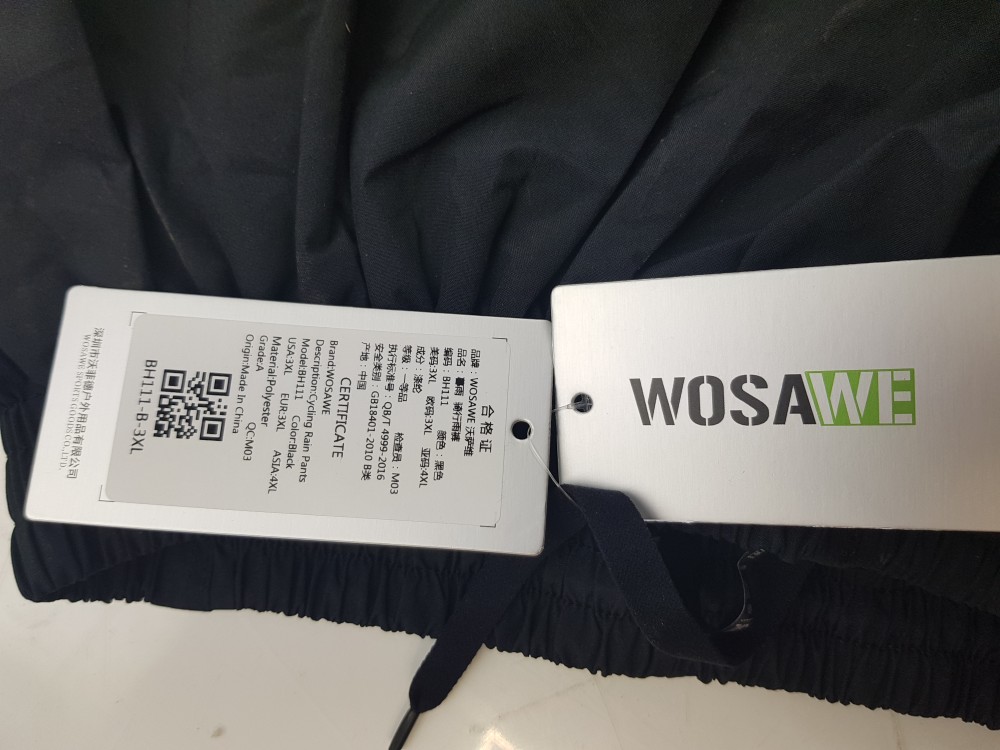 合格证
品牌：WOSAWE 沃萨维
品名：暴雨 骑行雨裤
编码：BH111 颜色：黑色
美码:3XL 欧码:3XL 亚码:4XL
成分：涤纶
等级：一等品 检查员：M03
执行标准号：QB/T 4999-2016
安全类别：GB18401-2010 B类
产地：中国
CERTIFICATE
Brand:WOSAWE
Description:Cycling Rain Pants
Model:BH111 Color:Black
USA:3XL EUR:3XL ASIA:4XL
Material:Polyester
Grade:A QC:M03
Origin:Made In China
BH111-B-3XL
深圳市沃菲德户外用品有限公司
WOSAWE SPORTS GOODS CO.,LTD.
WOSAWE